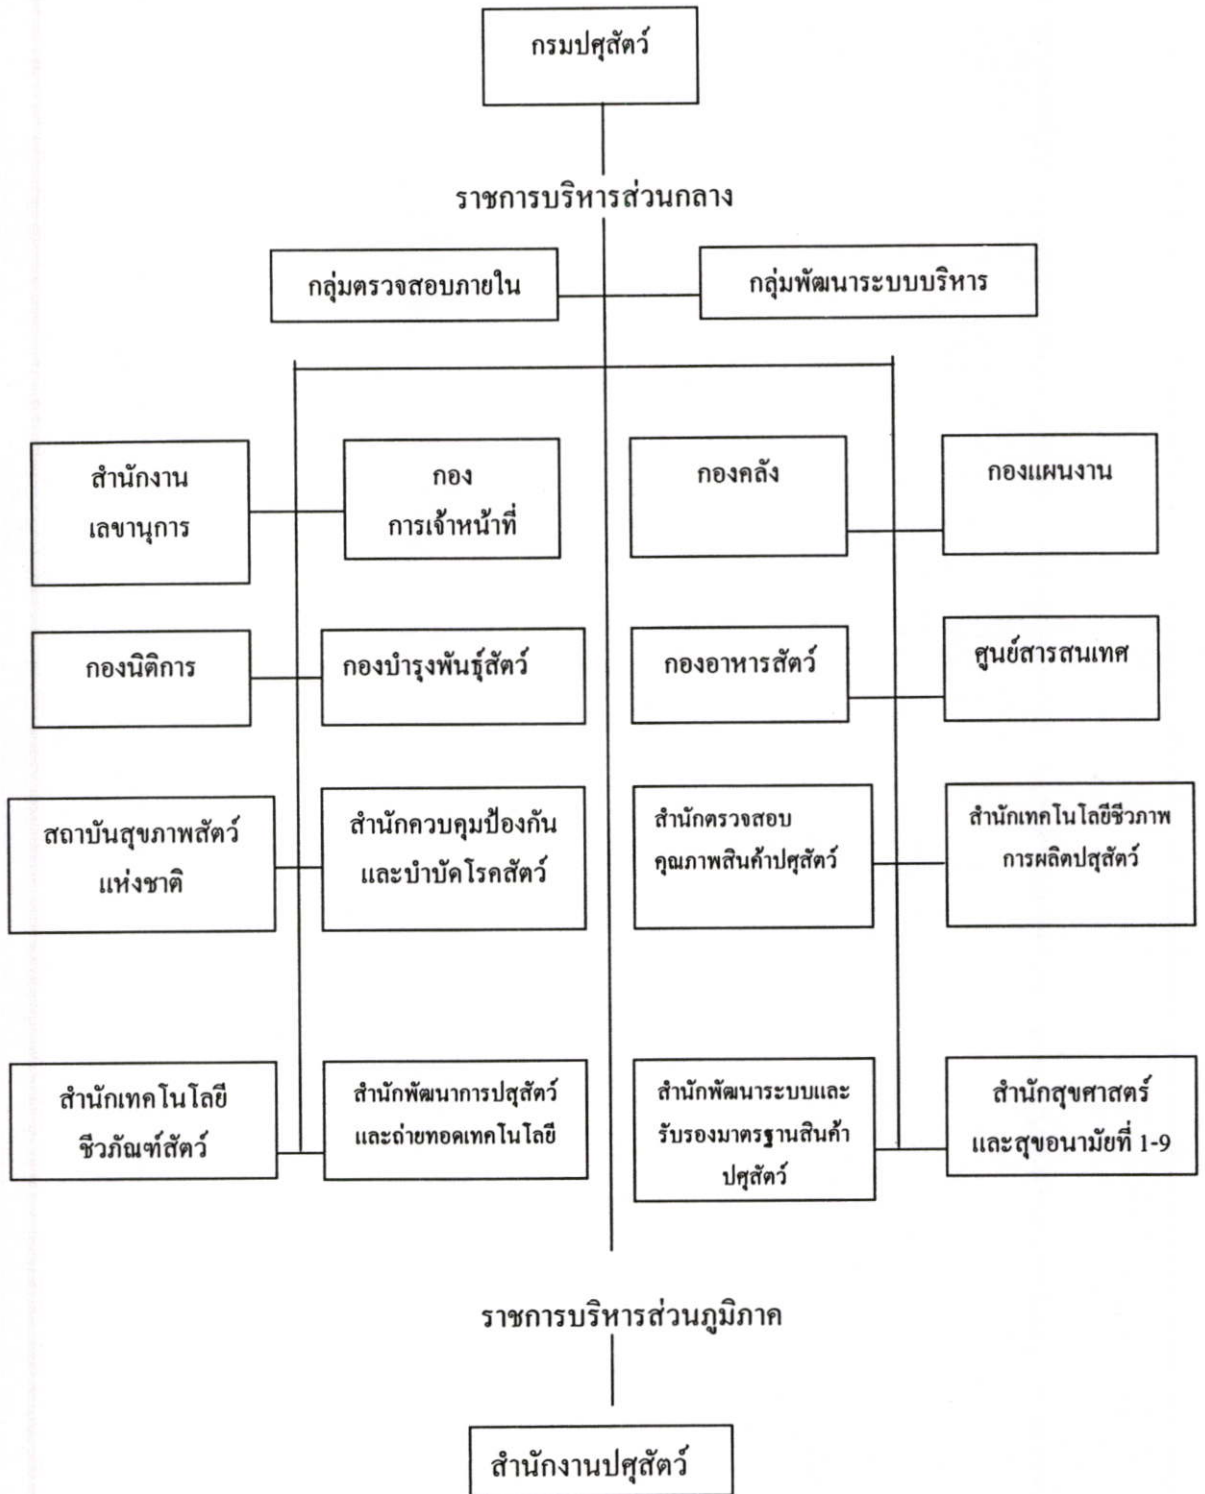 กรมปศุสัตว์
ราชการบริหารส่วนกลาง
กลุ่มตรวจสอบภายใน
กลุ่มพัฒนาระบบบริหาร
สำนักงาน
เลขานุการ
กอง
การเจ้าหน้าที่
กองคลัง
กองแผนงาน
กองนิติการ
กองบำรุงพันธุ์สัตว์
กองอาหารสัตว์
ศูนย์สารสนเทศ
สถาบันสุขภาพสัตว์
แห่งชาติ
สำนักควบคุมป้องกัน
และบำบัดโรคสัตว์
สำนักตรวจสอบ
คุณภาพสินค้าปศุสัตว์
สำนักเทคโนโลยีชีวภาพ
การผลิตปสุสัตว์
สำนักเทคโนโลยี
ชีวภัณฑ์สัตว์
สำนักพัฒนาการปสุสัตว์
และถ่ายทอดเทคโนโลยี
สำนักพัฒนาระบบและ
รับรองมาตรฐานสินค้า
ปศุสัตว์
สำนักสุขศาสตร์
และสุขอนามัยที่ 1-9
ราชการบริหารส่วนภูมิภาค
สำนักงานปศุสัตว์